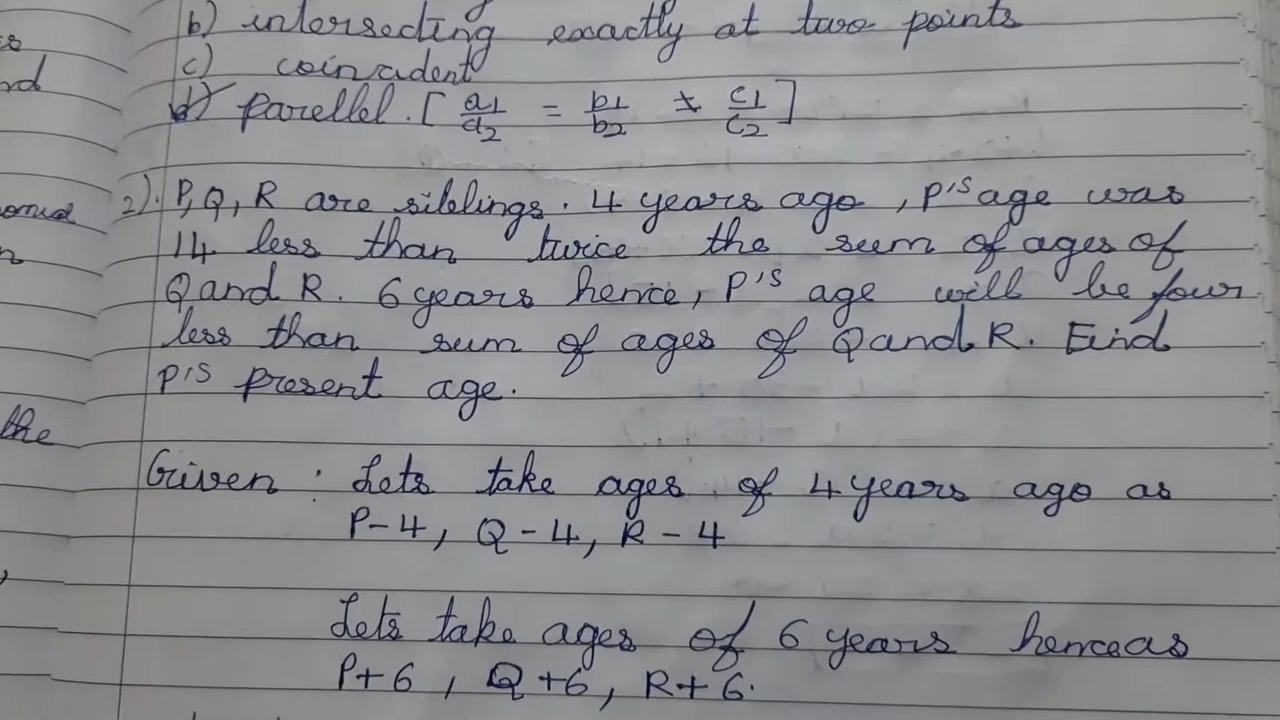 b) intersecting exactly at two points
c) coinadent
d) parellel. [ a1/a2 = b1/b2 ≠ c1/c2 ]
2). P, Q, R are siblings. 4 years ago, P's age was
14 less than twice the sum of ages of
Q and R. 6 years hence, P's age will be four
less than sum of ages of Q and R. Find
P's present age.
the
Given : Lets take ages of 4 years ago as
P-4, Q-4, R-4
Lets take ages of 6 years hence as
P+6, Q+6, R+6.